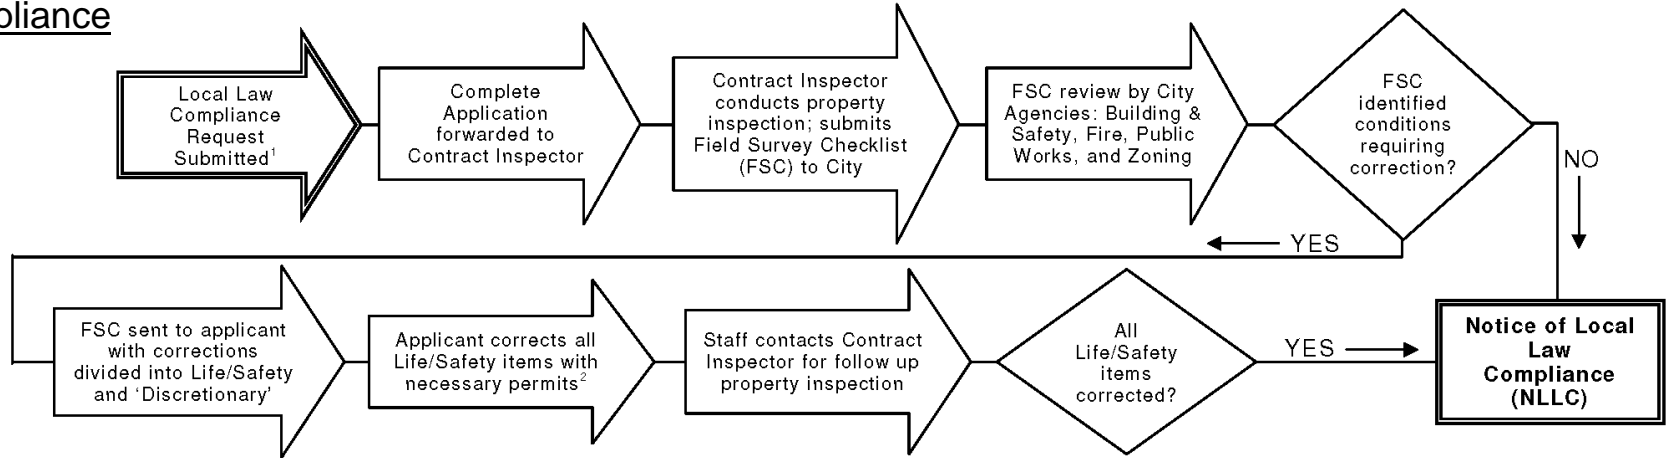 pliance
Local Law
Compliance
Request
Submitted¹
Complete
Application
forwarded to
Contract Inspector
Contract Inspector
conducts property
inspection; submits
Field Survey Checklist
(FSC) to City
FSC review by City
Agencies: Building &
Safety, Fire, Public
Works, and Zoning
FSC
identified
conditions
requiring
correction?
NO
YES
FSC sent to applicant
with corrections
divided into Life/Safety
and ‘Discretionary’
Applicant corrects all
Life/Safety items with
necessary permits²
Staff contacts Contract
Inspector for follow up
property inspection
All
Life/Safety
items
corrected?
YES
Notice of Local
Law
Compliance
(NLLC)